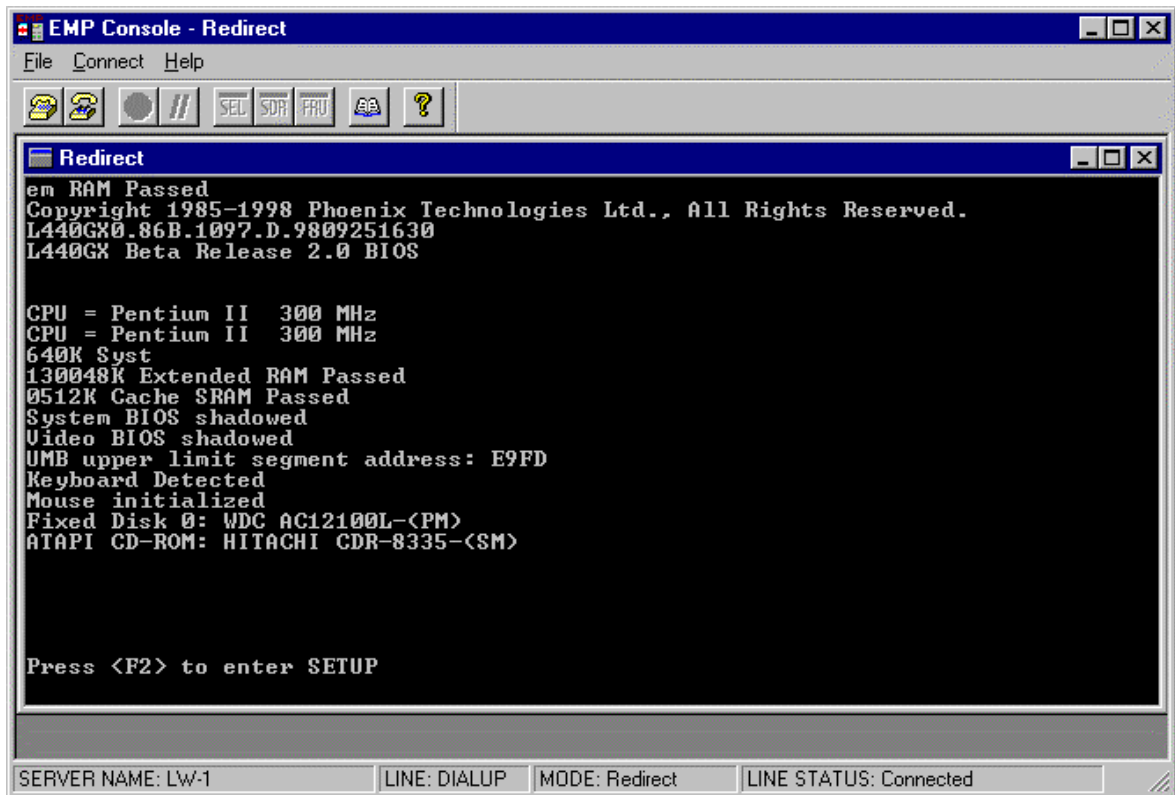 EMP Console - Redirect
File Connect Help
SEL SDR FRU
Redirect
em RAM Passed
Copyright 1985-1998 Phoenix Technologies Ltd., All Rights Reserved.
L440GX0.86B.1097.D.9809251630
L440GX Beta Release 2.0 BIOS
CPU = Pentium II 300 MHz
CPU = Pentium II 300 MHz
640K Syst
130048K Extended RAM Passed
0512K Cache SRAM Passed
System BIOS shadowed
Video BIOS shadowed
UMB upper limit segment address: E9FD
Keyboard Detected
Mouse initialized
Fixed Disk 0: WDC AC12100L-(PM)
ATAPI CD-ROM: HITACHI CDR-8335-(SM)
Press <F2> to enter SETUP
SERVER NAME: LW-1 LINE: DIALUP MODE: Redirect LINE STATUS: Connected